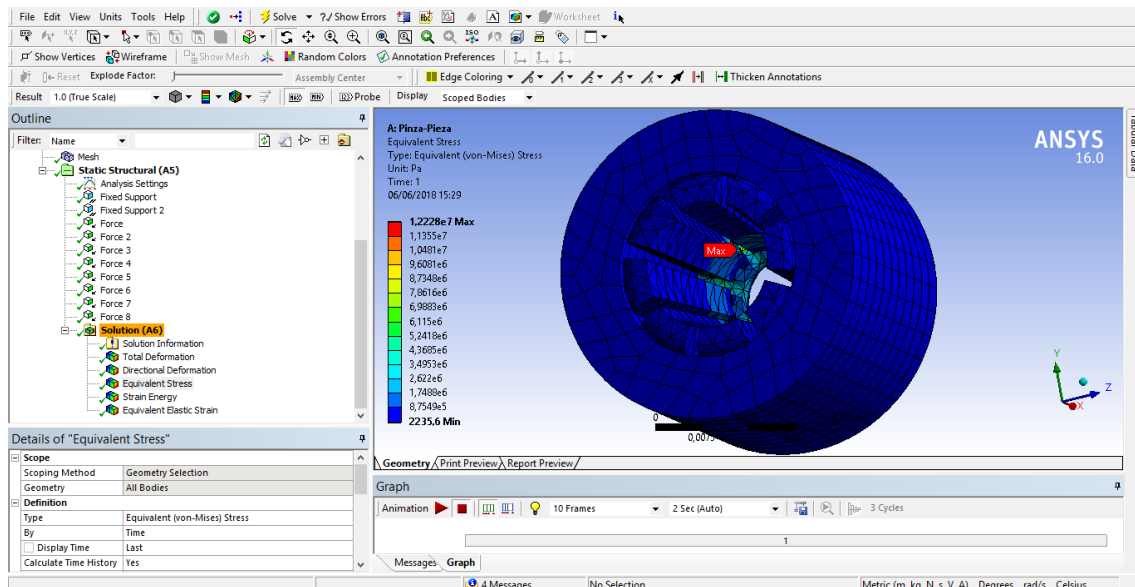 File Edit View Units Tools Help Solve ?/ Show Errors Worksheet
Show Vertices Wireframe Show Mesh Random Colors Annotation Preferences
Reset Explode Factor: Assembly Center Edge Coloring Thicken Annotations
Result 1.0 (True Scale) MAX MIN Probe Display Scoped Bodies
Outline
Filter: Name
Mesh
Static Structural (A5)
Analysis Settings
Fixed Support
Fixed Support 2
Force
Force 2
Force 3
Force 4
Force 5
Force 6
Force 7
Force 8
Solution (A6)
Solution Information
Total Deformation
Directional Deformation
Equivalent Stress
Strain Energy
Equivalent Elastic Strain
Details of "Equivalent Stress"
Scope
Scoping Method Geometry Selection
Geometry All Bodies
Definition
Type Equivalent (von-Mises) Stress
By Time
Display Time Last
Calculate Time History Yes
A: Pinza-Pieza
Equivalent Stress
Type: Equivalent (von-Mises) Stress
Unit: Pa
Time: 1
06/06/2018 15:29
1,2228e7 Max
1,1355e7
1,0481e7
9,6081e6
8,7348e6
7,8616e6
6,9883e6
6,115e6
5,2418e6
4,3685e6
3,4953e6
2,622e6
1,7488e6
8,7549e5
2235,6 Min
Max
ANSYS
16.0
0
0,0075
Y
Z
X
Geometry Print Preview Report Preview
Graph
Animation 10 Frames 2 Sec (Auto) 3 Cycles
1
Messages Graph
4 Messages No Selection Metric (m, kg, N, s, V, A) Degrees rad/s Celsius